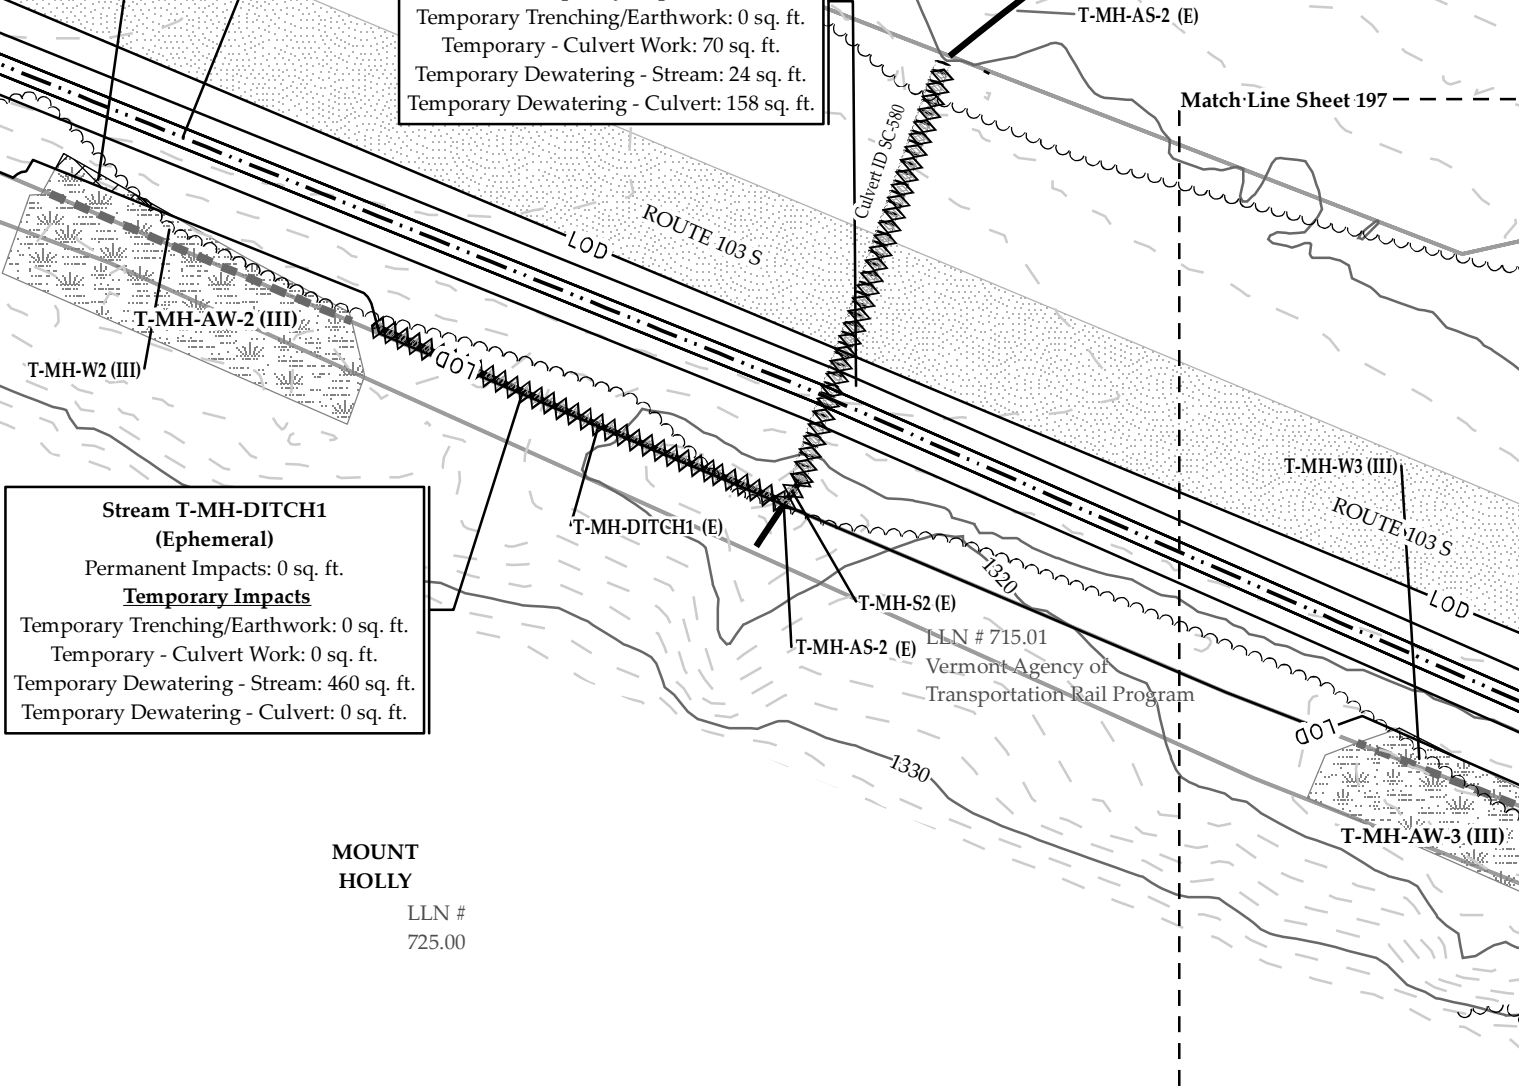 Temporary Trenching/Earthwork: 0 sq. ft.
Temporary - Culvert Work: 70 sq. ft.
Temporary Dewatering - Stream: 24 sq. ft.
Temporary Dewatering - Culvert: 158 sq. ft.
T-MH-AS-2 (E)
Match Line Sheet 197
Culvert ID SC-580
ROUTE 103 S
LOD
T-MH-AW-2 (III)
T-MH-W2 (III)
LOD
T-MH-W3 (III)
ROUTE 103 S
Stream T-MH-DITCH1
(Ephemeral)
Permanent Impacts: 0 sq. ft.
Temporary Impacts
Temporary Trenching/Earthwork: 0 sq. ft.
Temporary - Culvert Work: 0 sq. ft.
Temporary Dewatering - Stream: 460 sq. ft.
Temporary Dewatering - Culvert: 0 sq. ft.
T-MH-DITCH1 (E)
1320
T-MH-S2 (E)
LOD
T-MH-AS-2 (E)
LLN # 715.01
Vermont Agency of
Transportation Rail Program
LOD
1330
T-MH-AW-3 (III)
MOUNT
HOLLY
LLN #
725.00